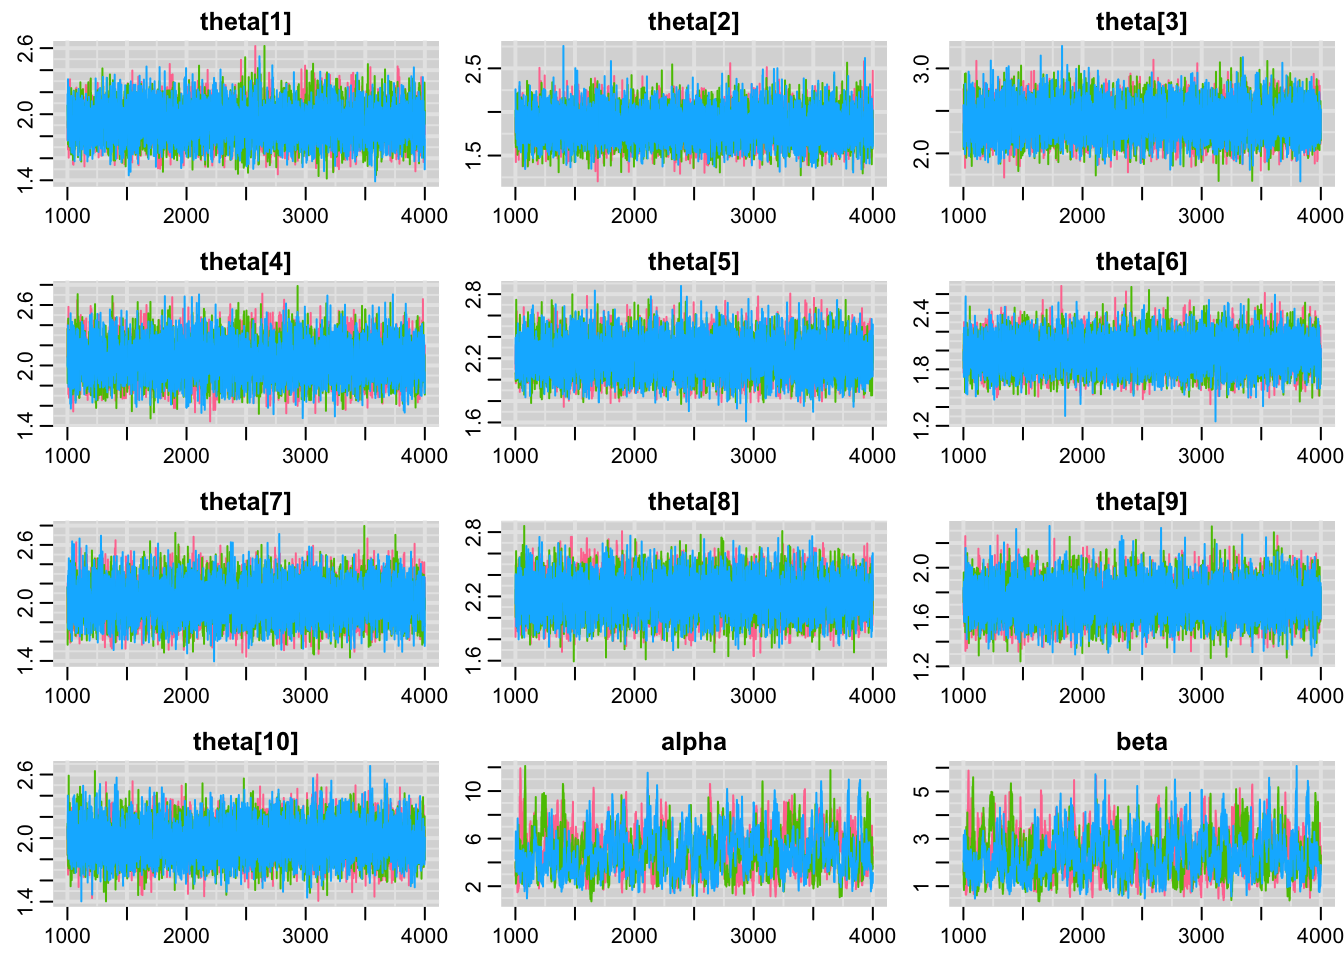 theta[1] theta[2] theta[3]
2.6 2.0 1.4
2.5 1.5
3.0 2.0
1000 2000 3000 4000 1000 2000 3000 4000 1000 2000 3000 4000
theta[4] theta[5] theta[6]
2.6 2.0 1.4
2.8 2.2 1.6
2.4 1.8 1.2
1000 2000 3000 4000 1000 2000 3000 4000 1000 2000 3000 4000
theta[7] theta[8] theta[9]
2.6 2.0 1.4
2.8 2.2 1.6
2.0 1.6 1.2
1000 2000 3000 4000 1000 2000 3000 4000 1000 2000 3000 4000
theta[10] alpha beta
2.6 2.0 1.4
10 6 2
5 3 1
1000 2000 3000 4000 1000 2000 3000 4000 1000 2000 3000 4000